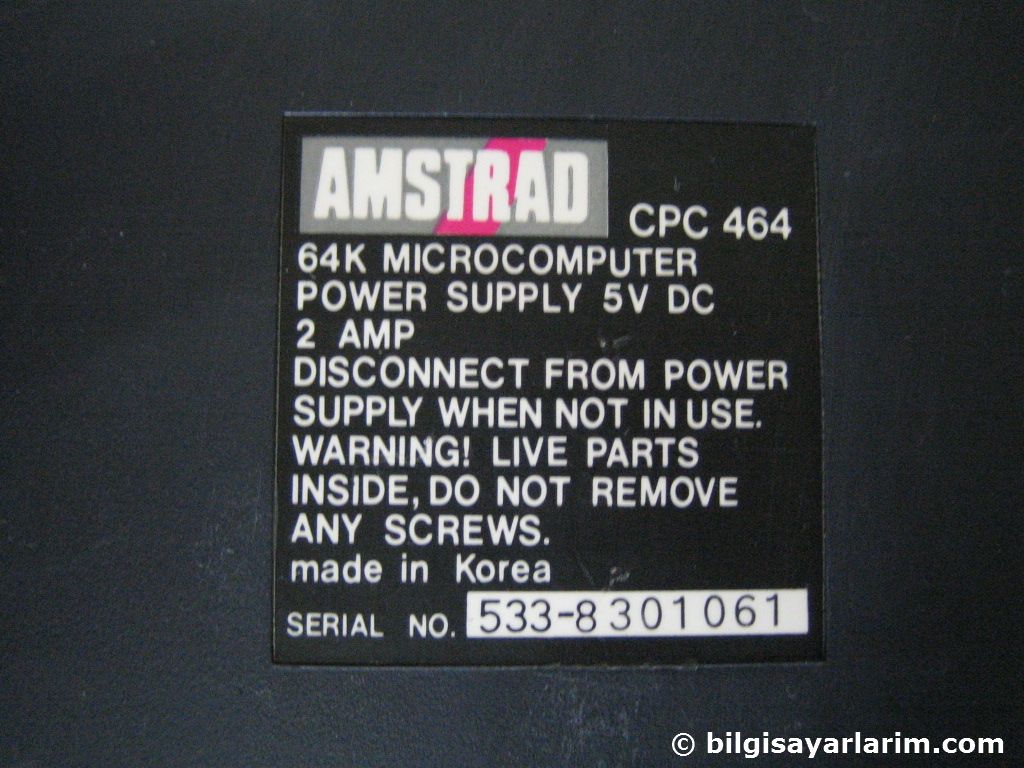 AMSTRAD CPC 464
64K MICROCOMPUTER
POWER SUPPLY 5V DC
2 AMP
DISCONNECT FROM POWER
SUPPLY WHEN NOT IN USE.
WARNING! LIVE PARTS
INSIDE, DO NOT REMOVE
ANY SCREWS.
made in Korea
SERIAL NO. 533-8301061
© bilgisayarlarim.com